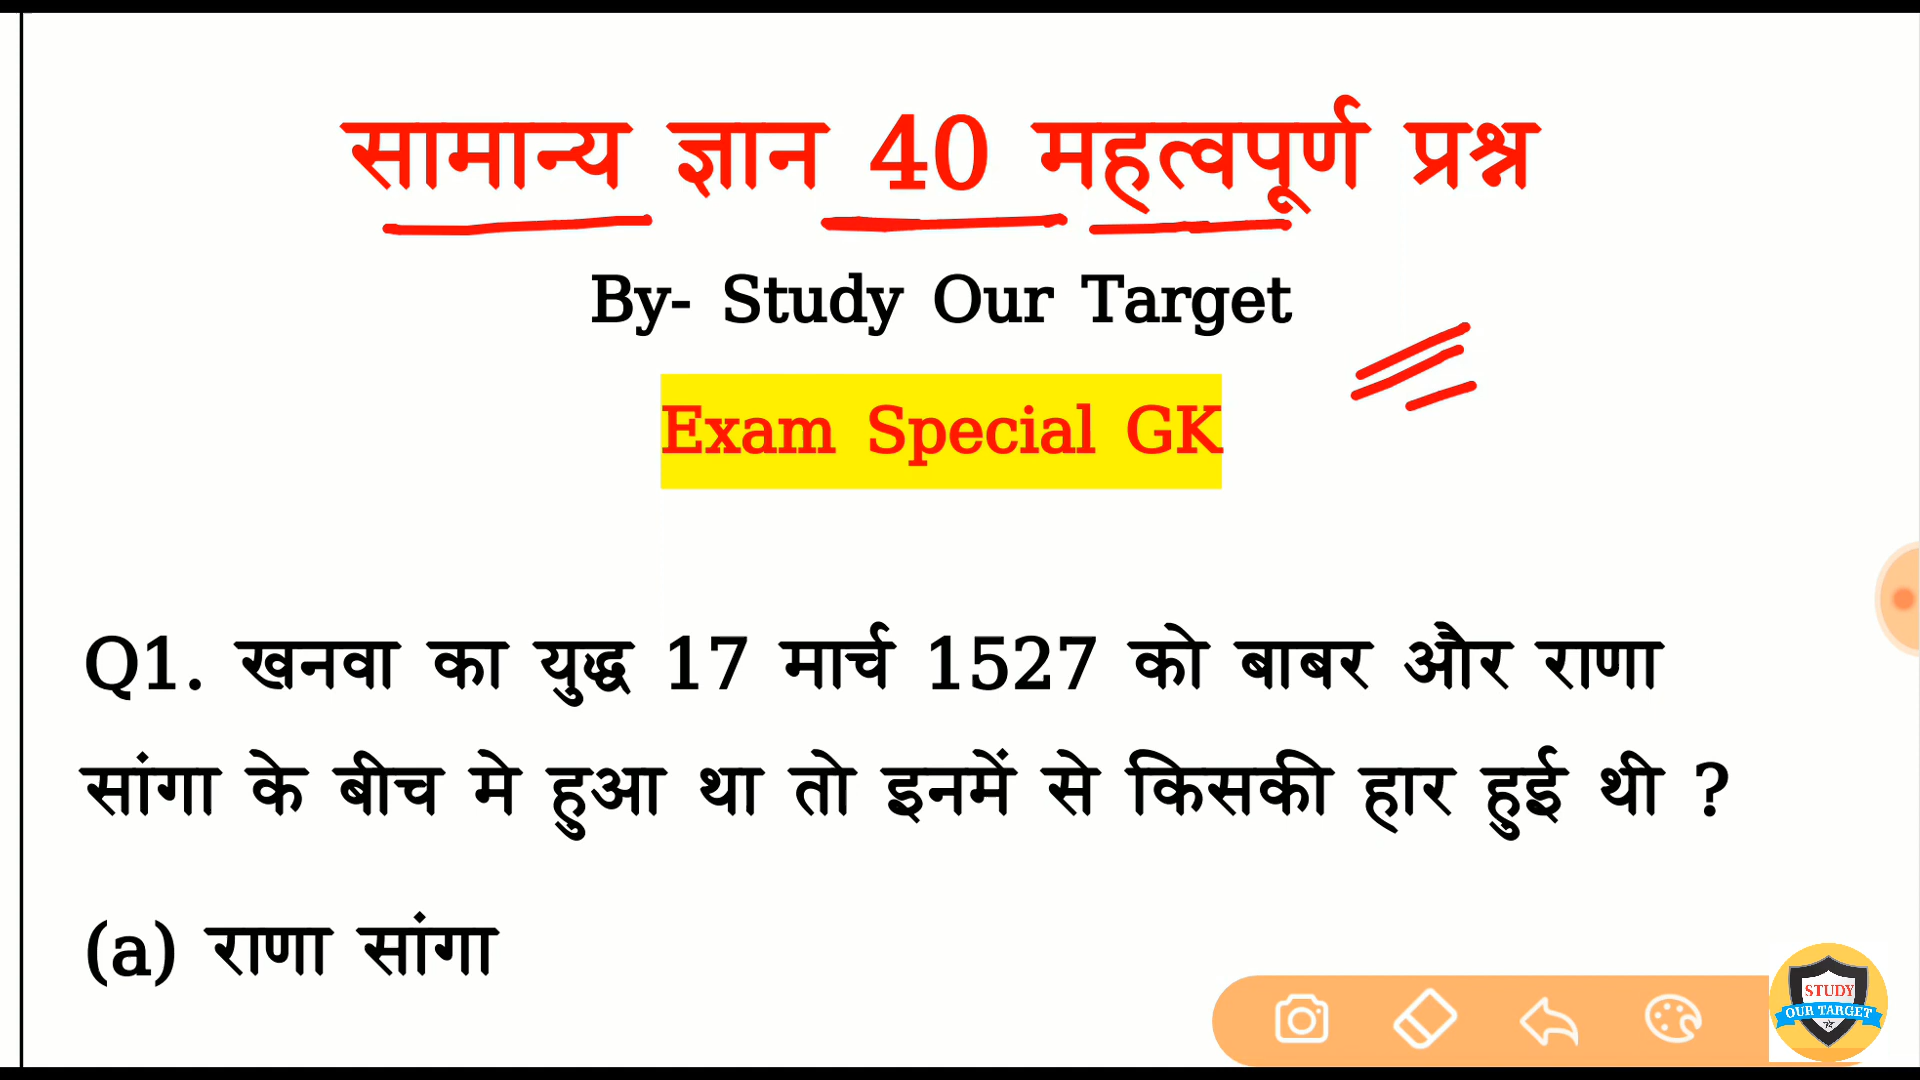 सामान्य ज्ञान 40 महत्वपूर्ण प्रश्न
By- Study Our Target
Exam Special GK
Q1. खनवा का युद्ध 17 मार्च 1527 को बाबर और राणा
सांगा के बीच मे हुआ था तो इनमें से किसकी हार हुई थी ?
(a) राणा सांगा
STUDY
OUR TARGET